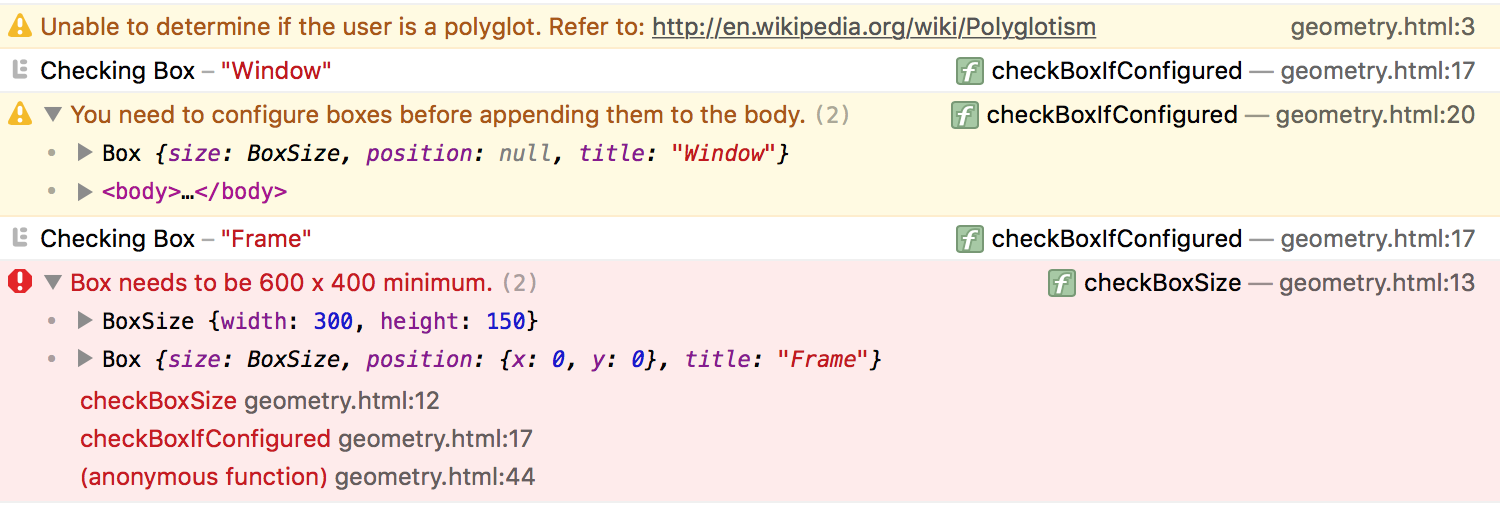 Unable to determine if the user is a polyglot. Refer to: http://en.wikipedia.org/wiki/Polyglotism geometry.html:3
Checking Box – "Window" f checkBoxIfConfigured — geometry.html:17
You need to configure boxes before appending them to the body. (2) f checkBoxIfConfigured — geometry.html:20
• Box {size: BoxSize, position: null, title: "Window"}
• <body>…</body>
Checking Box – "Frame" f checkBoxIfConfigured — geometry.html:17
Box needs to be 600 x 400 minimum. (2) f checkBoxSize — geometry.html:13
• BoxSize {width: 300, height: 150}
• Box {size: BoxSize, position: {x: 0, y: 0}, title: "Frame"}
checkBoxSize geometry.html:12
checkBoxIfConfigured geometry.html:17
(anonymous function) geometry.html:44